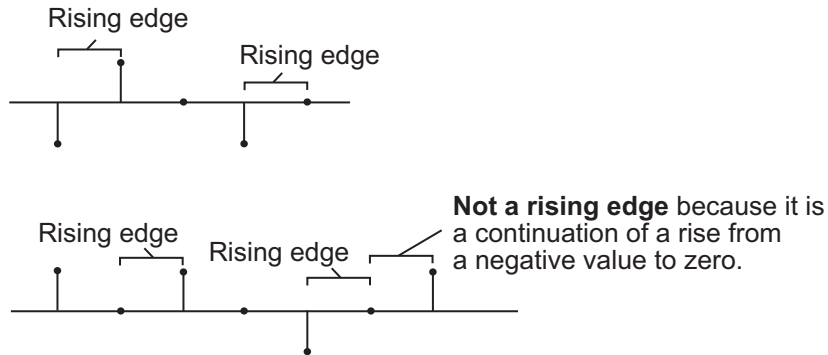 Rising edge
Rising edge
Not a rising edge because it is
a continuation of a rise from
a negative value to zero.
Rising edge
Rising edge